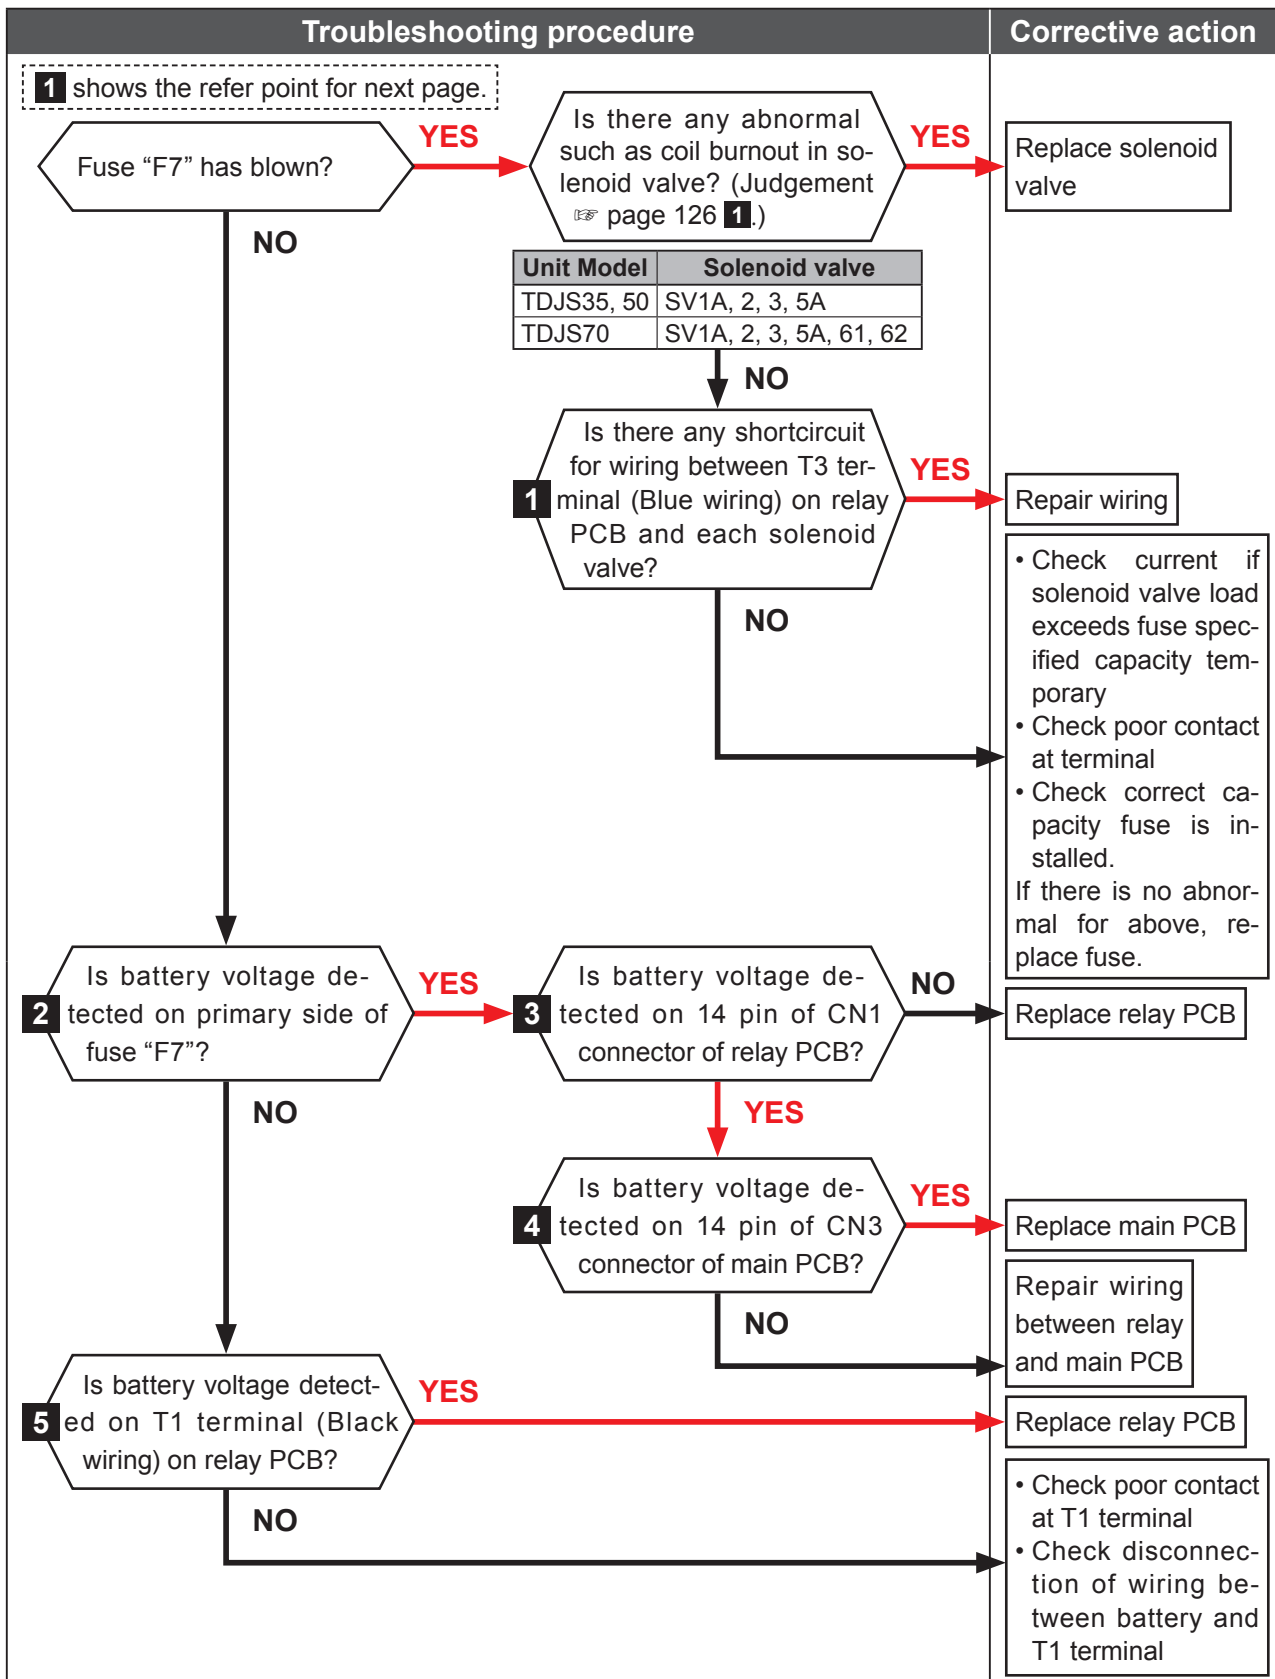 Troubleshooting procedure
Corrective action
1 shows the refer point for next page.
Fuse “F7” has blown?
YES
Is there any abnormal
such as coil burnout in so-
lenoid valve? (Judgement
☞ page 126 1.)
YES
Replace solenoid
valve
NO
Unit Model Solenoid valve
TDJS35, 50 SV1A, 2, 3, 5A
TDJS70 SV1A, 2, 3, 5A, 61, 62
NO
1
Is there any shortcircuit
for wiring between T3 ter-
minal (Blue wiring) on relay
PCB and each solenoid
valve?
YES
Repair wiring
NO
• Check current if
solenoid valve load
exceeds fuse spec-
ified capacity tem-
porary
• Check poor contact
at terminal
• Check correct ca-
pacity fuse is in-
stalled.
If there is no abnor-
mal for above, re-
place fuse.
2
Is battery voltage de-
tected on primary side of
fuse “F7”?
YES
3
Is battery voltage de-
tected on 14 pin of CN1
connector of relay PCB?
NO
Replace relay PCB
NO
YES
4
Is battery voltage de-
tected on 14 pin of CN3
connector of main PCB?
YES
Replace main PCB
NO
Repair wiring
between relay
and main PCB
5
Is battery voltage detect-
ed on T1 terminal (Black
wiring) on relay PCB?
YES
Replace relay PCB
NO
• Check poor contact
at T1 terminal
• Check disconnec-
tion of wiring be-
tween battery and
T1 terminal